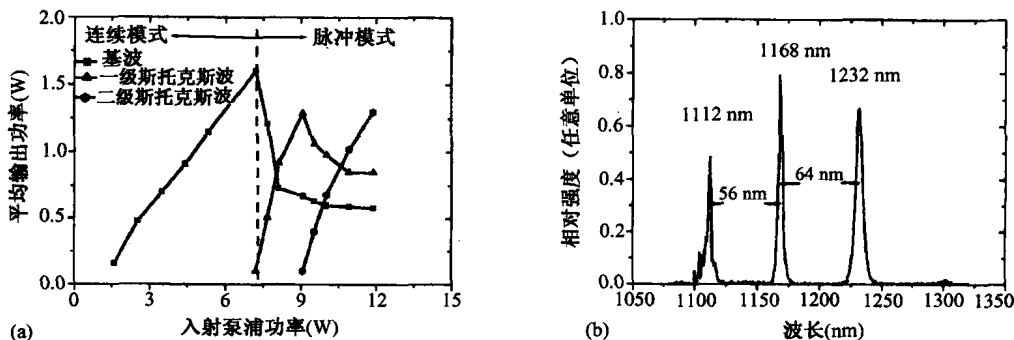 2.0
1.5
1.0
0.5
0.0
0
3
6
9
12
15
平均输出功率(W)
入射泵浦功率(W)
连续模式
脉冲模式
基波
一级斯托克斯波
二级斯托克斯波
(a)
1.0
0.8
0.6
0.4
0.2
0.0
1050
1100
1150
1200
1250
1300
1350
相对强度（任意单位）
波长(nm)
1168 nm
1232 nm
1112 nm
64 nm
56 nm
(b)